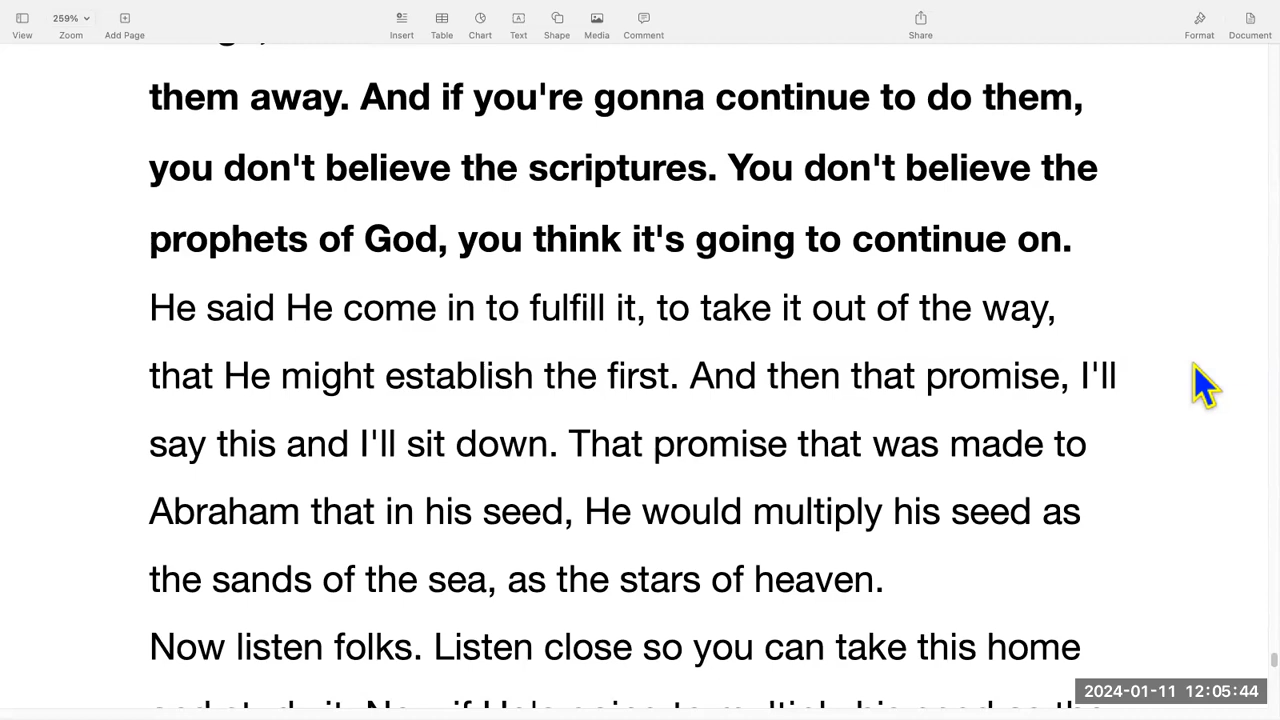 259%
View
Zoom
Add Page
Insert
Table
Chart
Text
Shape
Media
Comment
Share
Format
Document
them away. And if you're gonna continue to do them,
you don't believe the scriptures. You don't believe the
prophets of God, you think it's going to continue on.
He said He come in to fulfill it, to take it out of the way,
that He might establish the first. And then that promise, I'll
say this and I'll sit down. That promise that was made to
Abraham that in his seed, He would multiply his seed as
the sands of the sea, as the stars of heaven.
Now listen folks. Listen close so you can take this home
2024-01-11 12:05:44